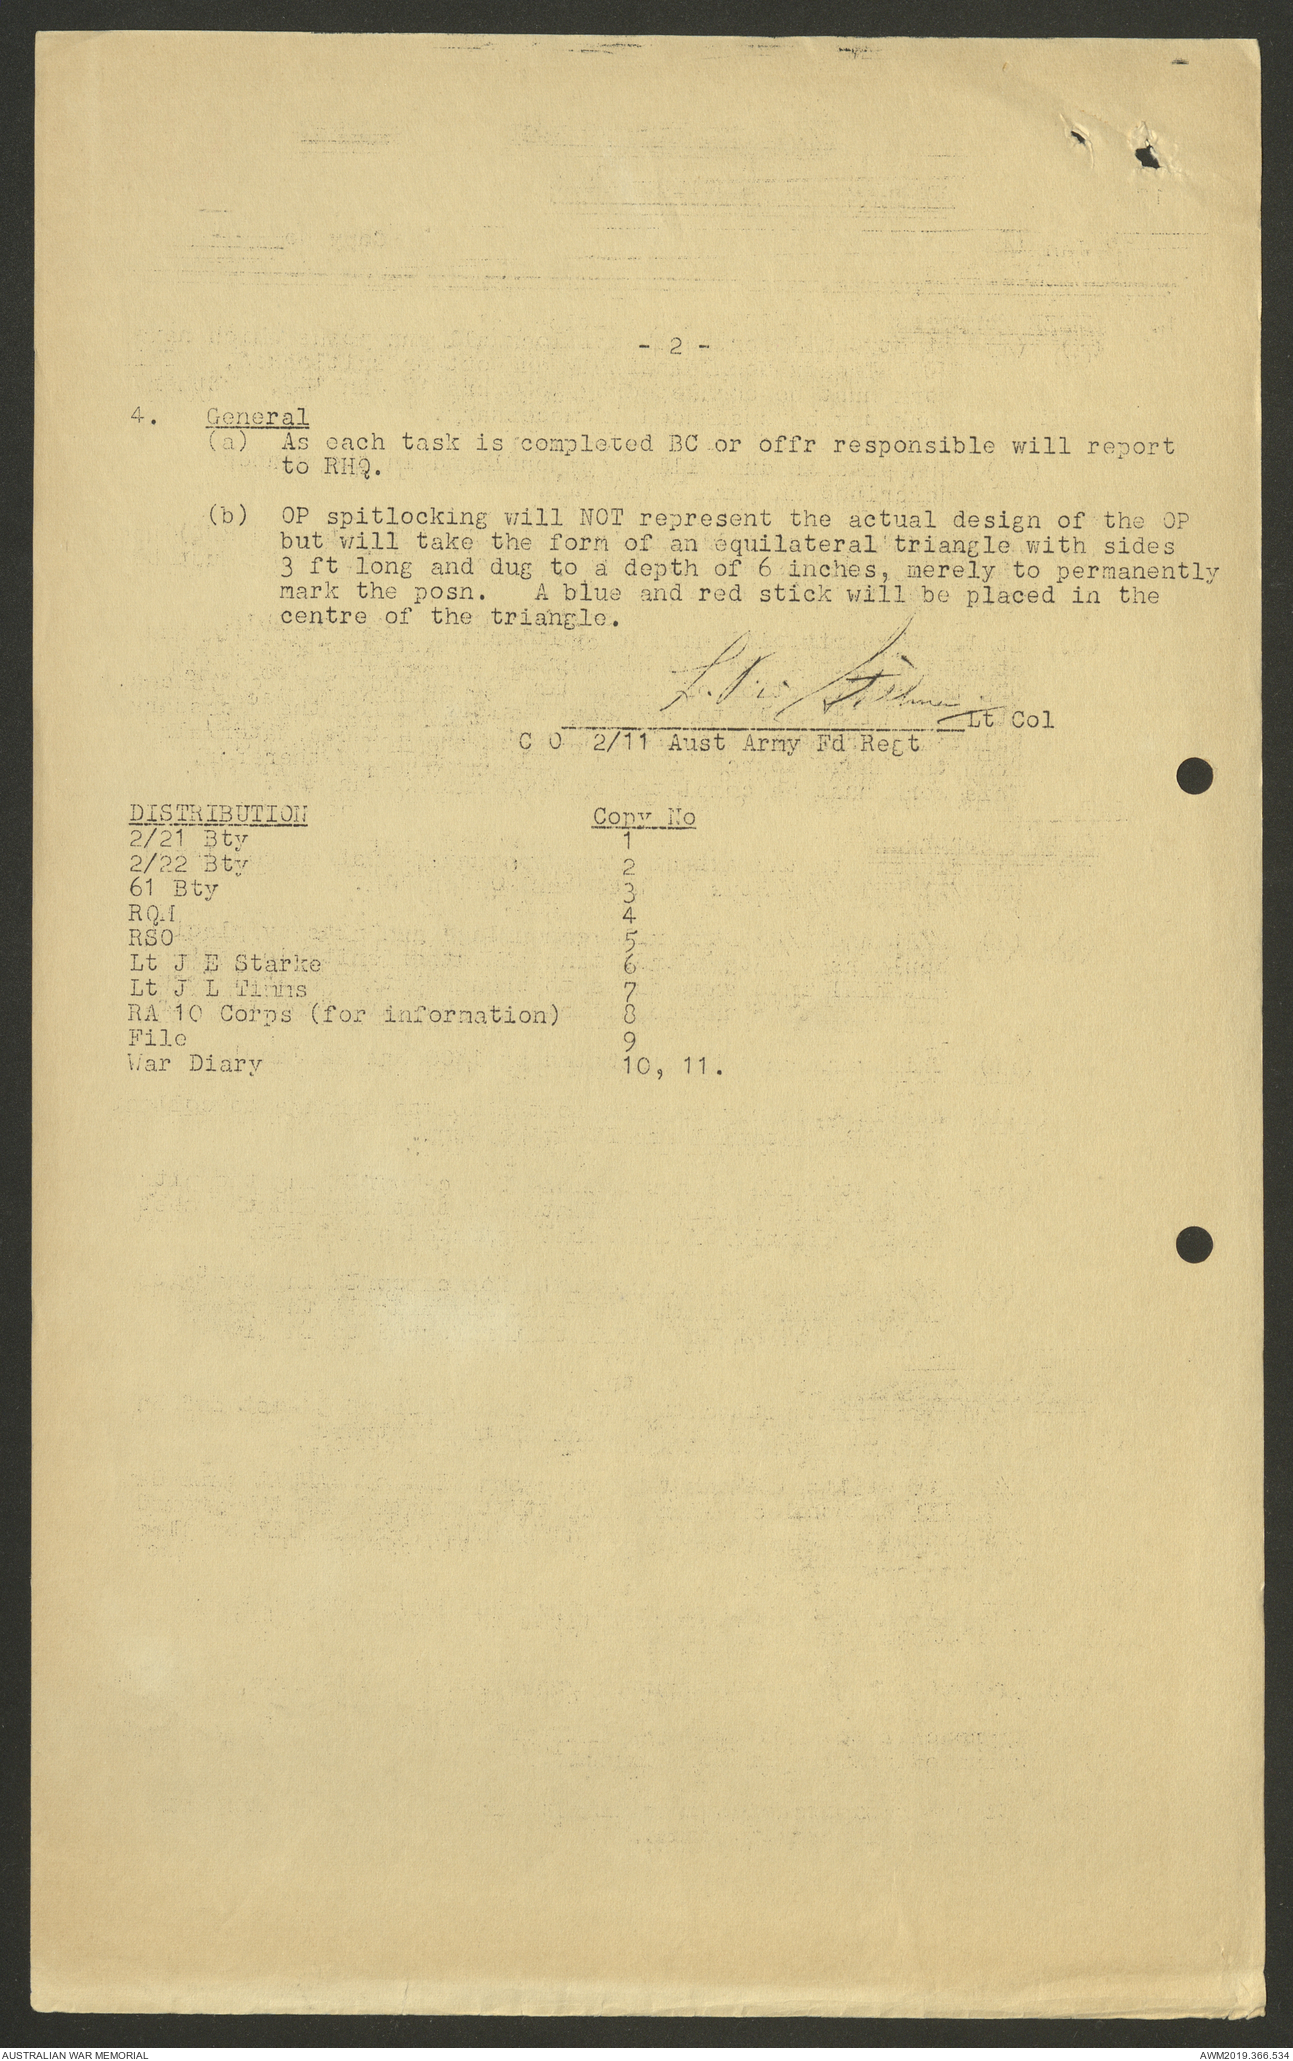 - 2 -
4. General
(a) As each task is completed BC or offr responsible will report
to RHQ.
(b) OP spitlocking will NOT represent the actual design of the OP
but will take the form of an equilateral triangle with sides
3 ft long and dug to a depth of 6 inches, merely to permanently
mark the posn. A blue and red stick will be placed in the
centre of the triangle.
Lt Col
C O 2/11 Aust Army Fd Regt
DISTRIBUTION Copy No
2/21 Bty 1
2/22 Bty 2
61 Bty 3
RQM 4
RSO 5
Lt J E Starke 6
Lt J L Timms 7
RA 10 Corps (for information) 8
File 9
War Diary 10, 11.
AUSTRALIAN WAR MEMORIAL AWM2019.366.534